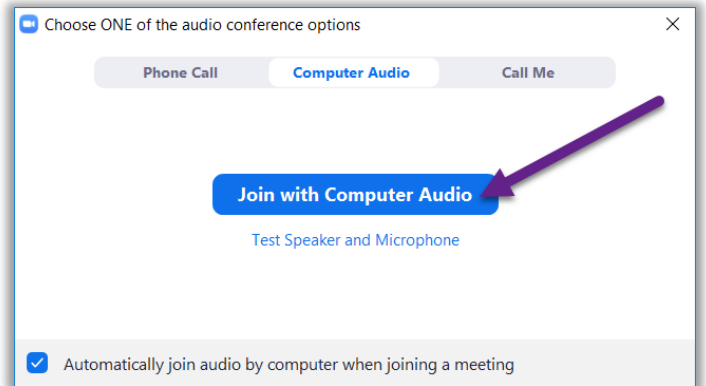 Choose ONE of the audio conference options
Phone Call Computer Audio Call Me
Join with Computer Audio
Test Speaker and Microphone
Automatically join audio by computer when joining a meeting